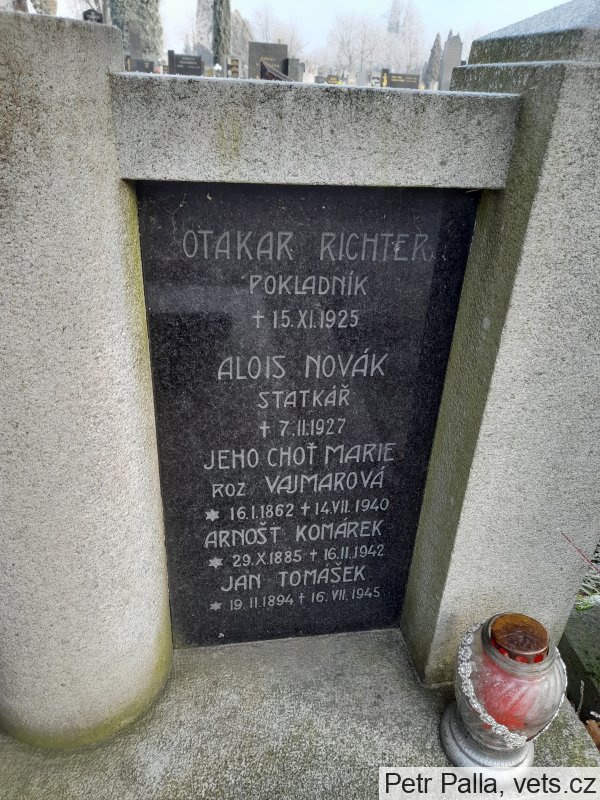 OTAKAR RICHTER
POKLADNÍK
† 15.XI.1925
ALOIS NOVÁK
STATKÁŘ
† 7.II.1927
JEHO CHOŤ MARIE
ROZ VAJMAROVÁ
* 16.I.1862 † 14.VII.1940
ARNOŠT KOMÁREK
* 29.X.1885 † 16.II.1942
JÁN TOMÁŠEK
* 19.II.1894 † 16.VII.1945
Petr Palla, vets.cz